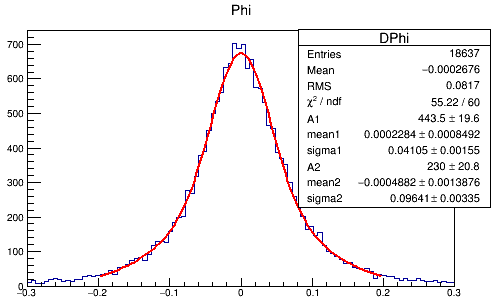 Phi
DPhi
Entries 18637
Mean −0.0002676
RMS 0.0817
χ² / ndf 55.22 / 60
A1 443.5 ± 19.6
mean1 0.0002284 ± 0.0008492
sigma1 0.04105 ± 0.00155
A2 230 ± 20.8
mean2 −0.0004882 ± 0.0013876
sigma2 0.09641 ± 0.00335
700
600
500
400
300
200
100
0
−0.3 −0.2 −0.1 0 0.1 0.2 0.3